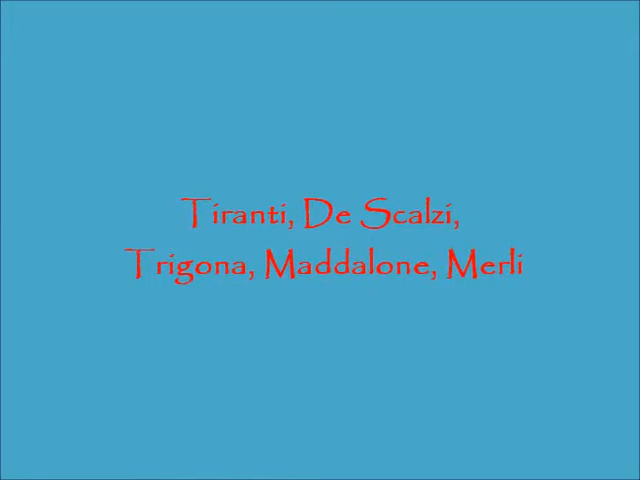 Tiranti, De Scalzi,
Trigona, Maddalone, Merli